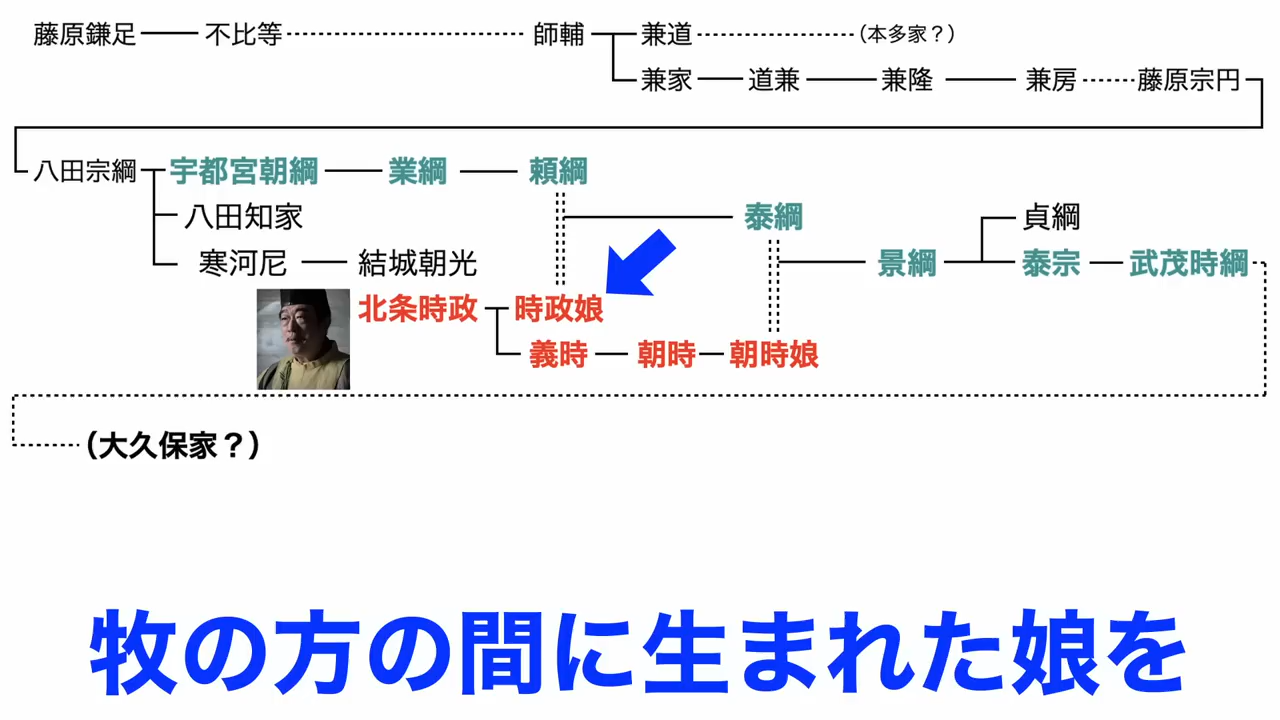 藤原鎌足 不比等 師輔 兼道 (本多家？)
兼家 道兼 兼隆 兼房 藤原宗円
八田宗綱 宇都宮朝綱 業綱 頼綱
八田知家 泰綱 貞綱
寒河尼 結城朝光 景綱 泰宗 武茂時綱
北条時政 時政娘
義時 朝時 朝時娘
(大久保家？)
牧の方の間に生まれた娘を